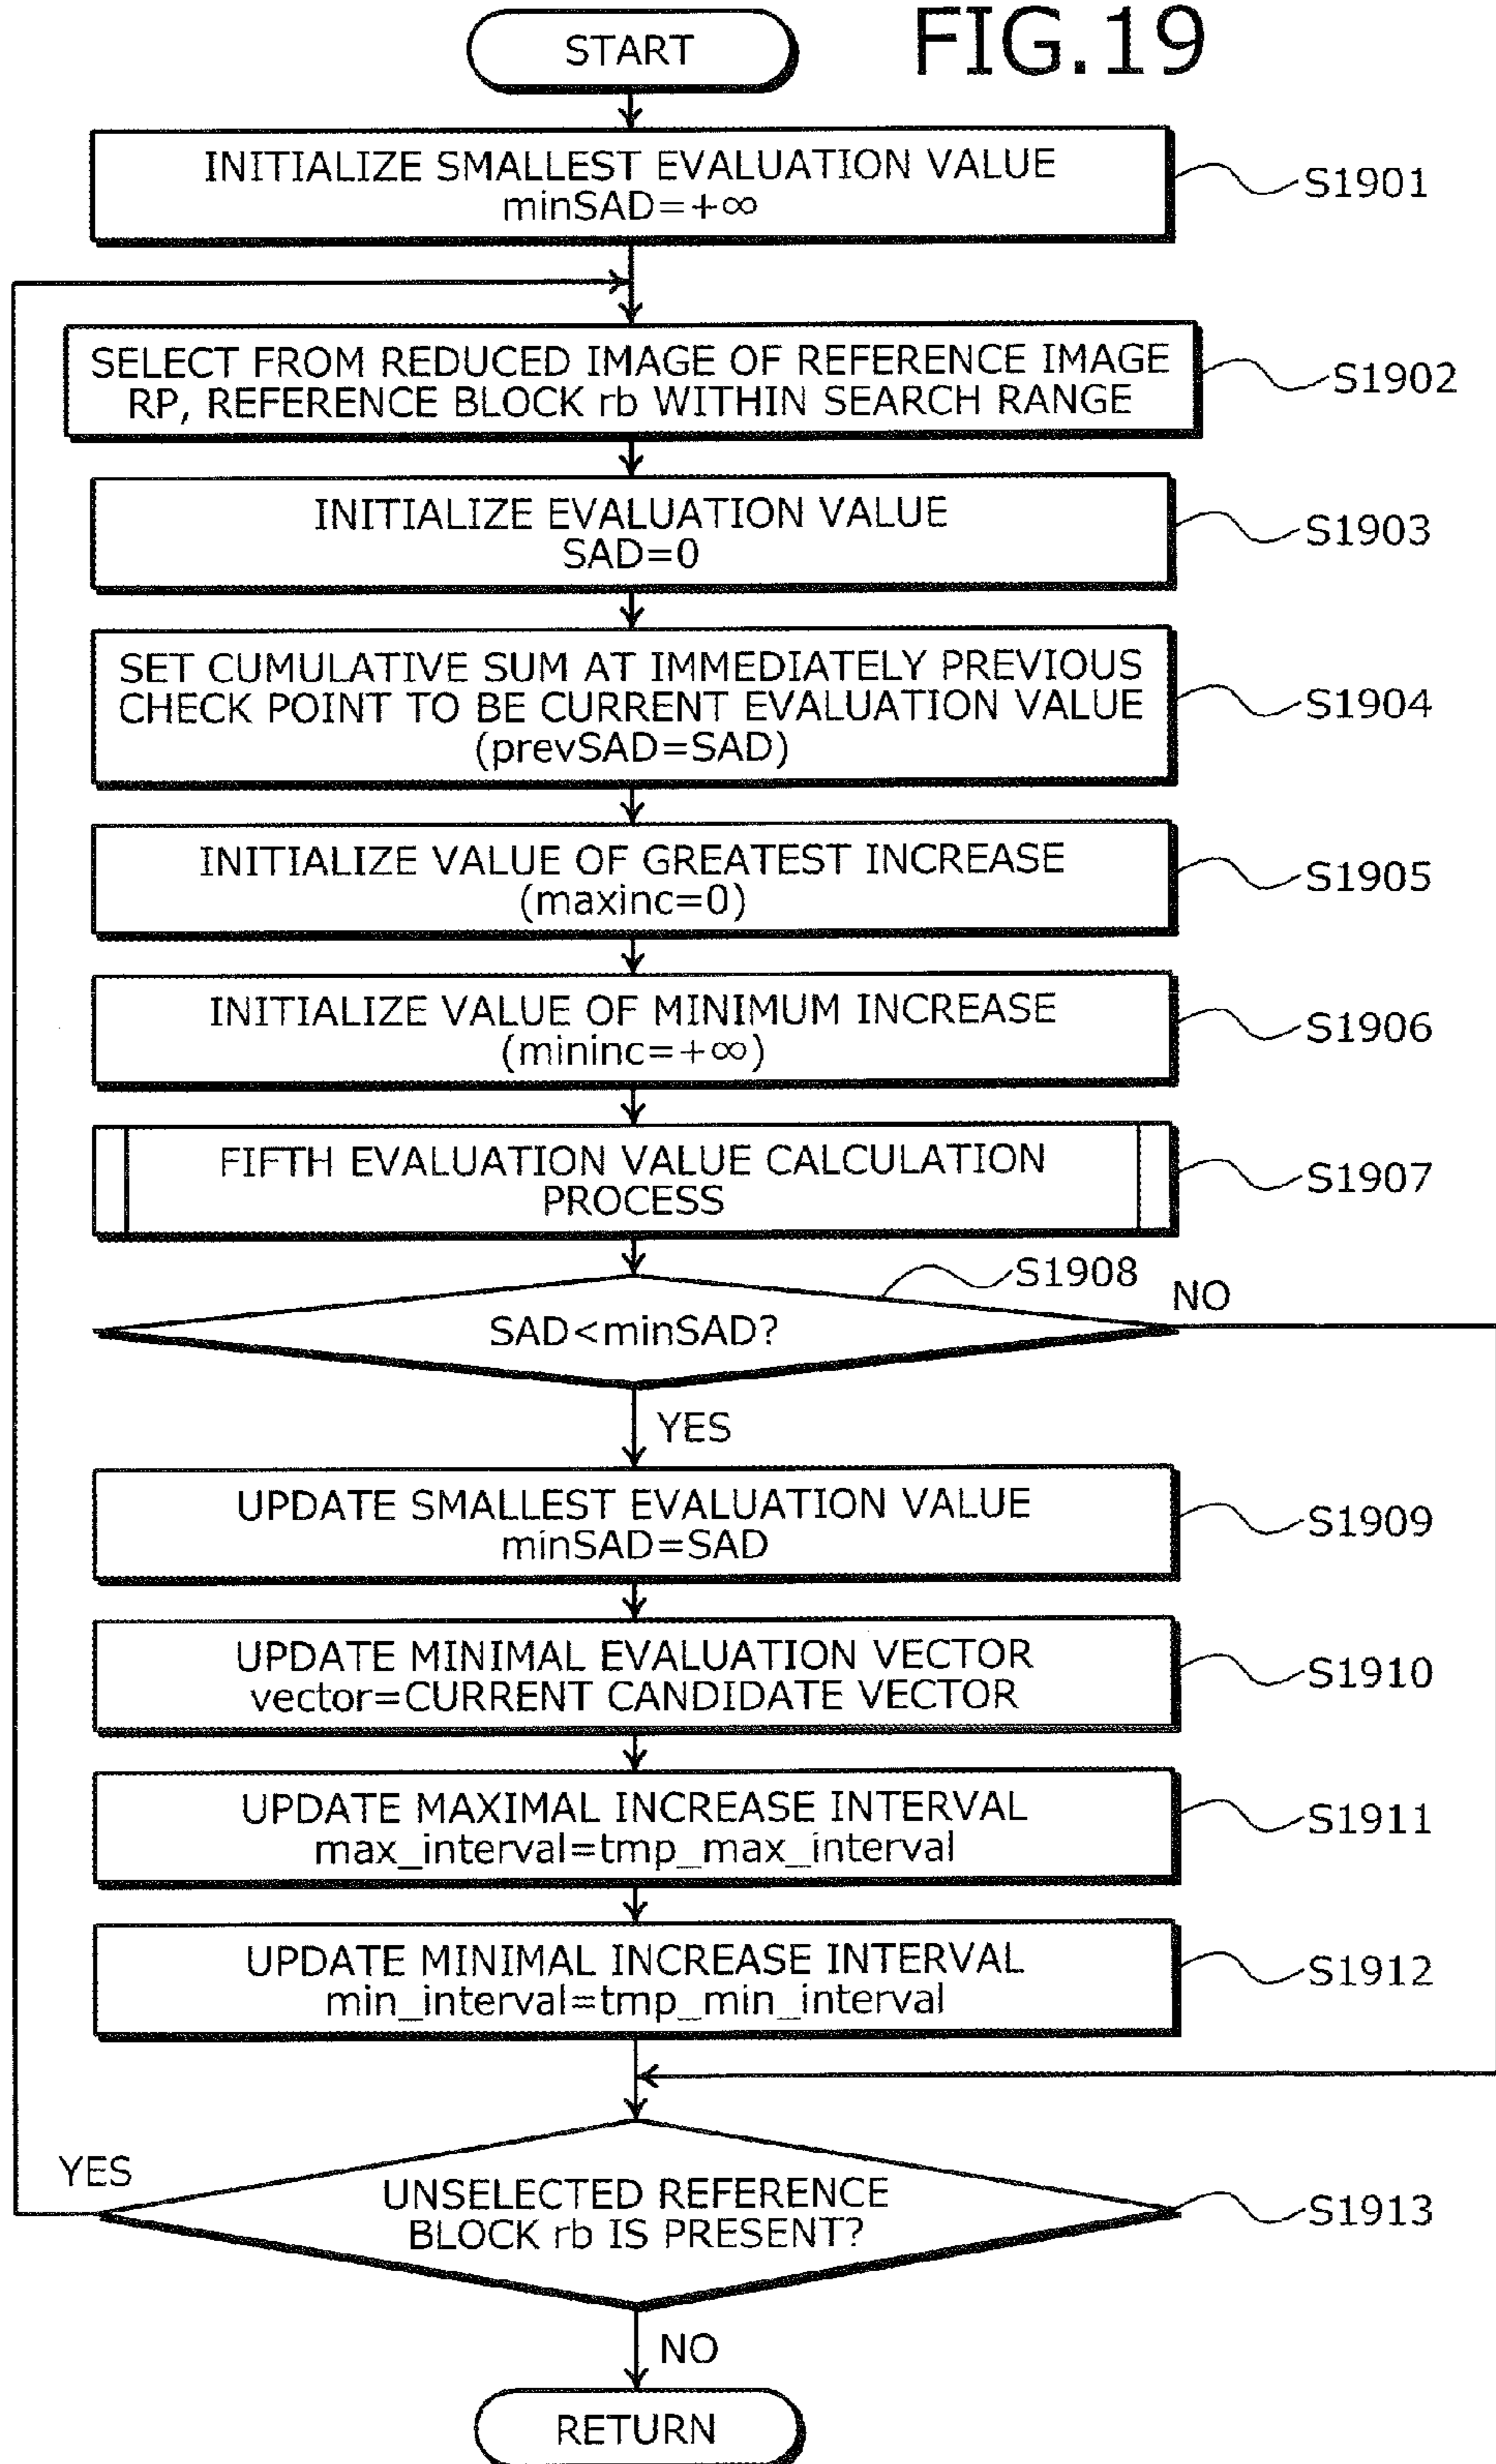 FIG.19
START
INITIALIZE SMALLEST EVALUATION VALUE
minSAD=+∞
S1901
SELECT FROM REDUCED IMAGE OF REFERENCE IMAGE
RP, REFERENCE BLOCK rb WITHIN SEARCH RANGE
S1902
INITIALIZE EVALUATION VALUE
SAD=0
S1903
SET CUMULATIVE SUM AT IMMEDIATELY PREVIOUS
CHECK POINT TO BE CURRENT EVALUATION VALUE
(prevSAD=SAD)
S1904
INITIALIZE VALUE OF GREATEST INCREASE
(maxinc=0)
S1905
INITIALIZE VALUE OF MINIMUM INCREASE
(mininc=+∞)
S1906
FIFTH EVALUATION VALUE CALCULATION
PROCESS
S1907
S1908
SAD<minSAD?
NO
YES
UPDATE SMALLEST EVALUATION VALUE
minSAD=SAD
S1909
UPDATE MINIMAL EVALUATION VECTOR
vector=CURRENT CANDIDATE VECTOR
S1910
UPDATE MAXIMAL INCREASE INTERVAL
max_interval=tmp_max_interval
S1911
UPDATE MINIMAL INCREASE INTERVAL
min_interval=tmp_min_interval
S1912
YES
UNSELECTED REFERENCE
BLOCK rb IS PRESENT?
S1913
NO
RETURN